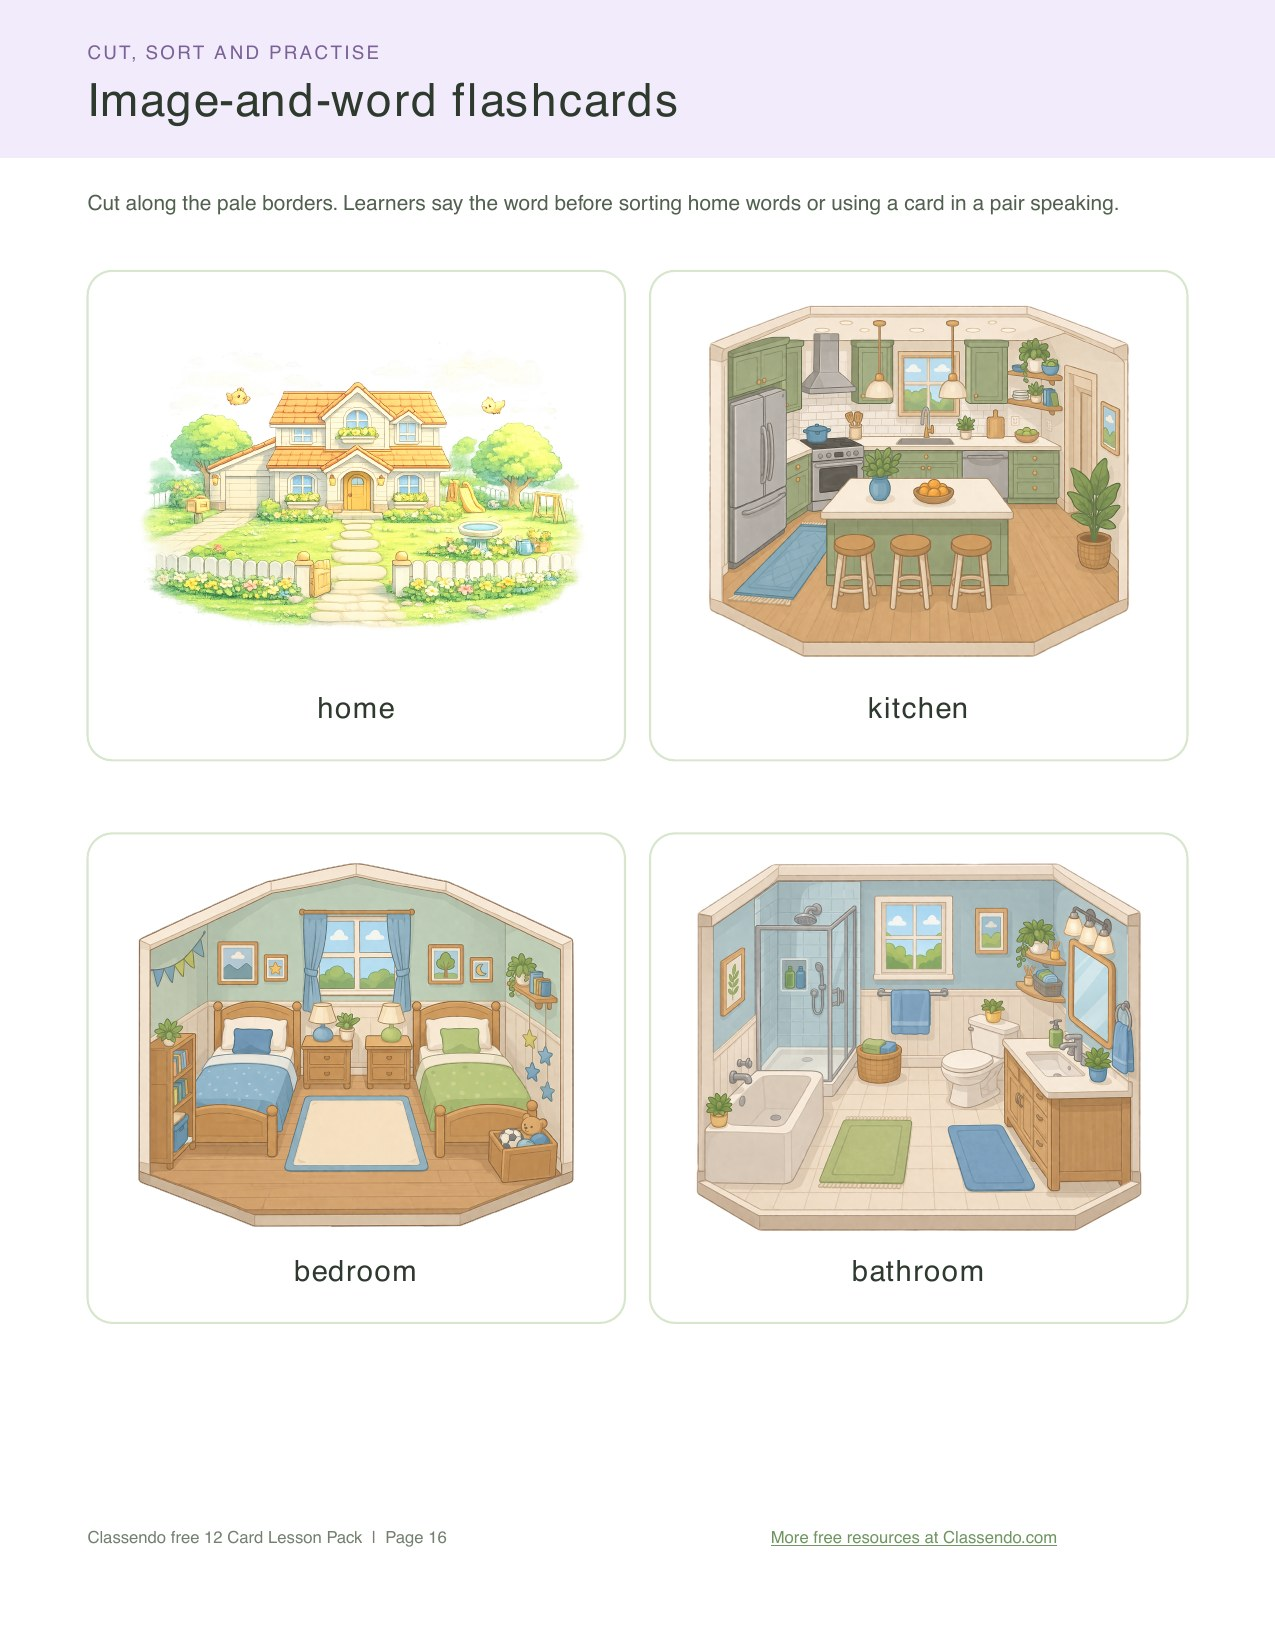 CUT, SORT AND PRACTISE
Image-and-word flashcards
Cut along the pale borders. Learners say the word before sorting home words or using a card in a pair speaking.
home
kitchen
bedroom
bathroom
Classendo free 12 Card Lesson Pack | Page 16
More free resources at Classendo.com